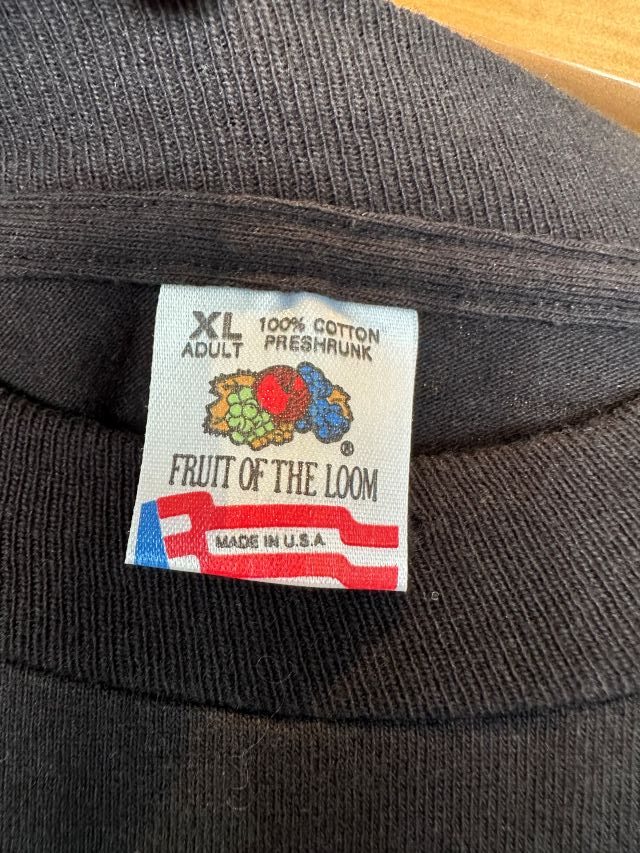 XL 100% COTTON
ADULT PRESHRUNK
®
FRUIT OF THE LOOM
MADE IN U.S.A